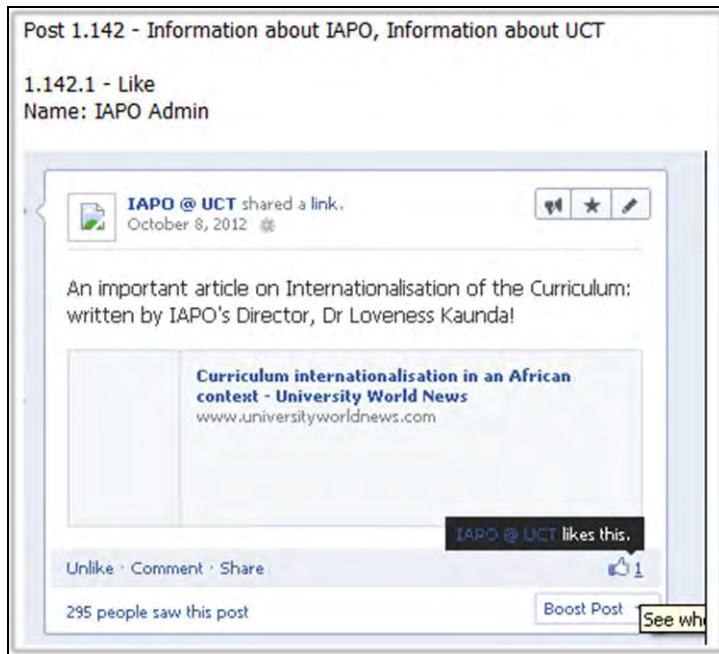 Post 1.142 - Information about IAPO, Information about UCT
1.142.1 - Like
Name: IAPO Admin
IAPO @ UCT shared a link.
October 8, 2012
An important article on Internationalisation of the Curriculum:
written by IAPO's Director, Dr Loveness Kaunda!
Curriculum internationalisation in an African
context - University World News
www.universityworldnews.com
IAPO @ UCT likes this.
Unlike · Comment · Share 1
295 people saw this post Boost Post
See